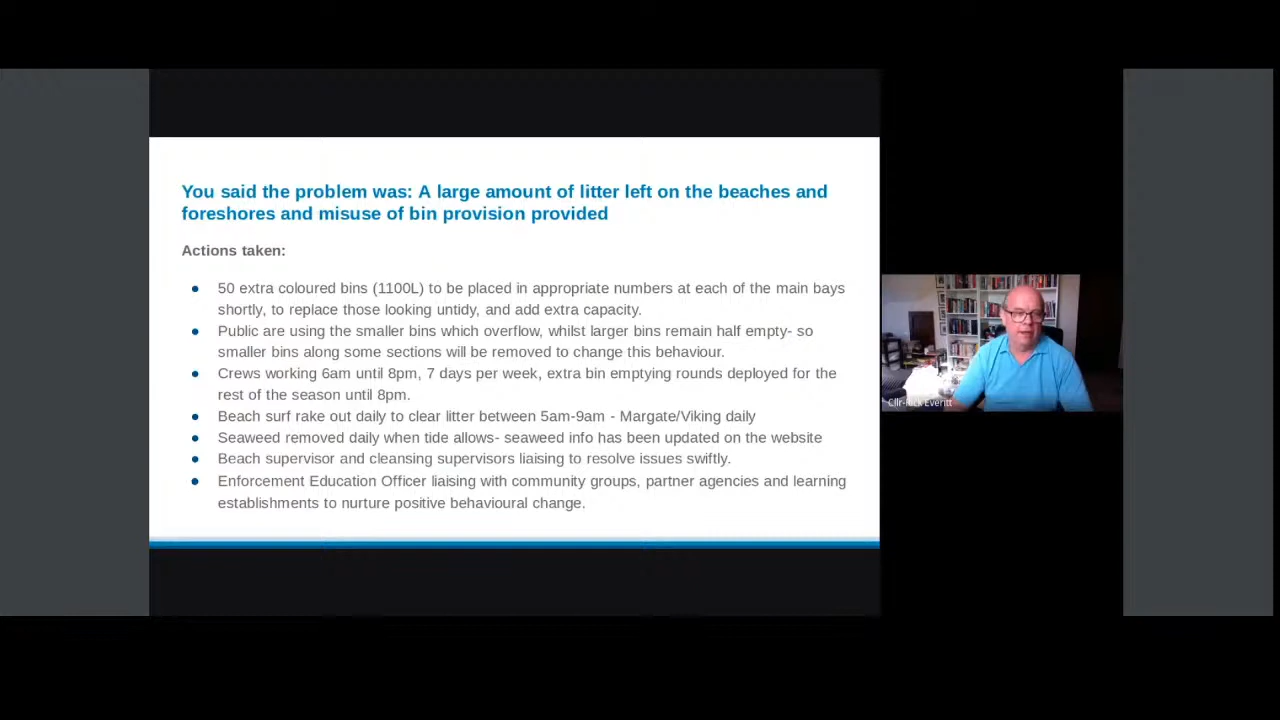 You said the problem was: A large amount of litter left on the beaches and
foreshores and misuse of bin provision provided
Actions taken:
● 50 extra coloured bins (1100L) to be placed in appropriate numbers at each of the main bays
shortly, to replace those looking untidy, and add extra capacity.
● Public are using the smaller bins which overflow, whilst larger bins remain half empty- so
smaller bins along some sections will be removed to change this behaviour.
● Crews working 6am until 8pm, 7 days per week, extra bin emptying rounds deployed for the
rest of the season until 8pm.
● Beach surf rake out daily to clear litter between 5am-9am - Margate/Viking daily
● Seaweed removed daily when tide allows- seaweed info has been updated on the website
● Beach supervisor and cleansing supervisors liaising to resolve issues swiftly.
● Enforcement Education Officer liaising with community groups, partner agencies and learning
establishments to nurture positive behavioural change.
Cllr-Rick Everitt